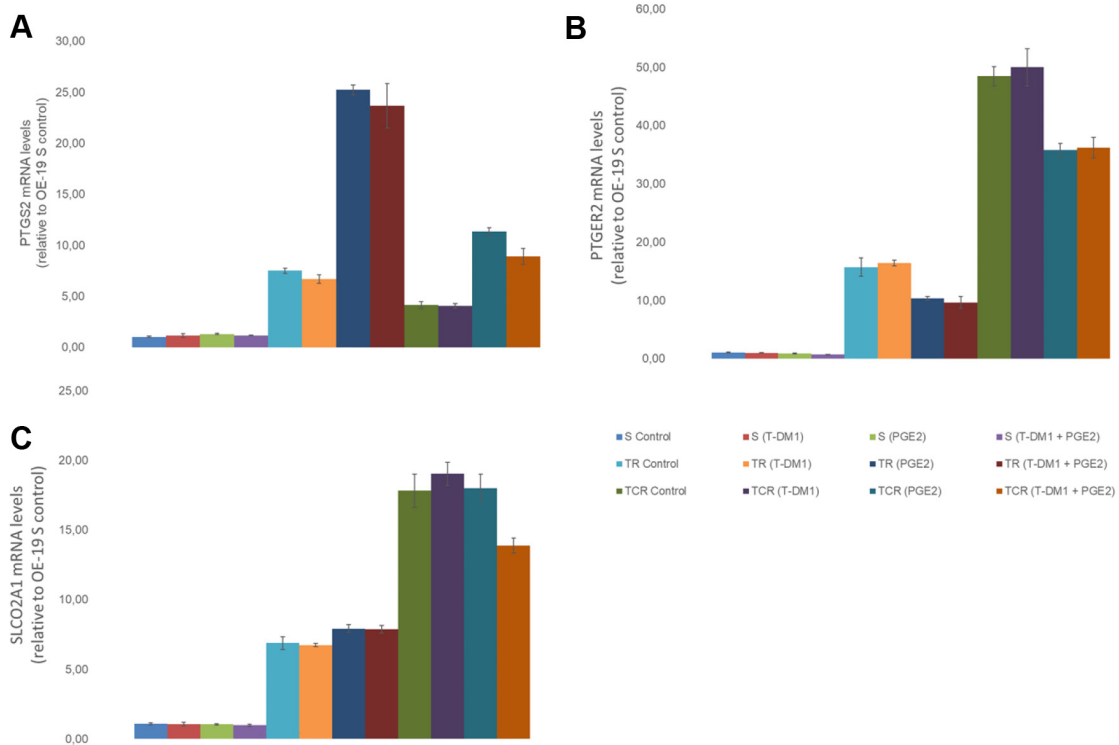 A
PTGS2 mRNA levels
(relative to OE-19 S control)
30,00
25,00
20,00
15,00
10,00
5,00
0,00
B
PTGER2 mRNA levels
(relative to OE-19 S control)
60,00
50,00
40,00
30,00
20,00
10,00
0,00
C
SLCO2A1 mRNA levels
(relative to OE-19 S control)
25,00
20,00
15,00
10,00
5,00
0,00
S Control
S (T-DM1)
S (PGE2)
S (T-DM1 + PGE2)
TR Control
TR (T-DM1)
TR (PGE2)
TR (T-DM1 + PGE2)
TCR Control
TCR (T-DM1)
TCR (PGE2)
TCR (T-DM1 + PGE2)